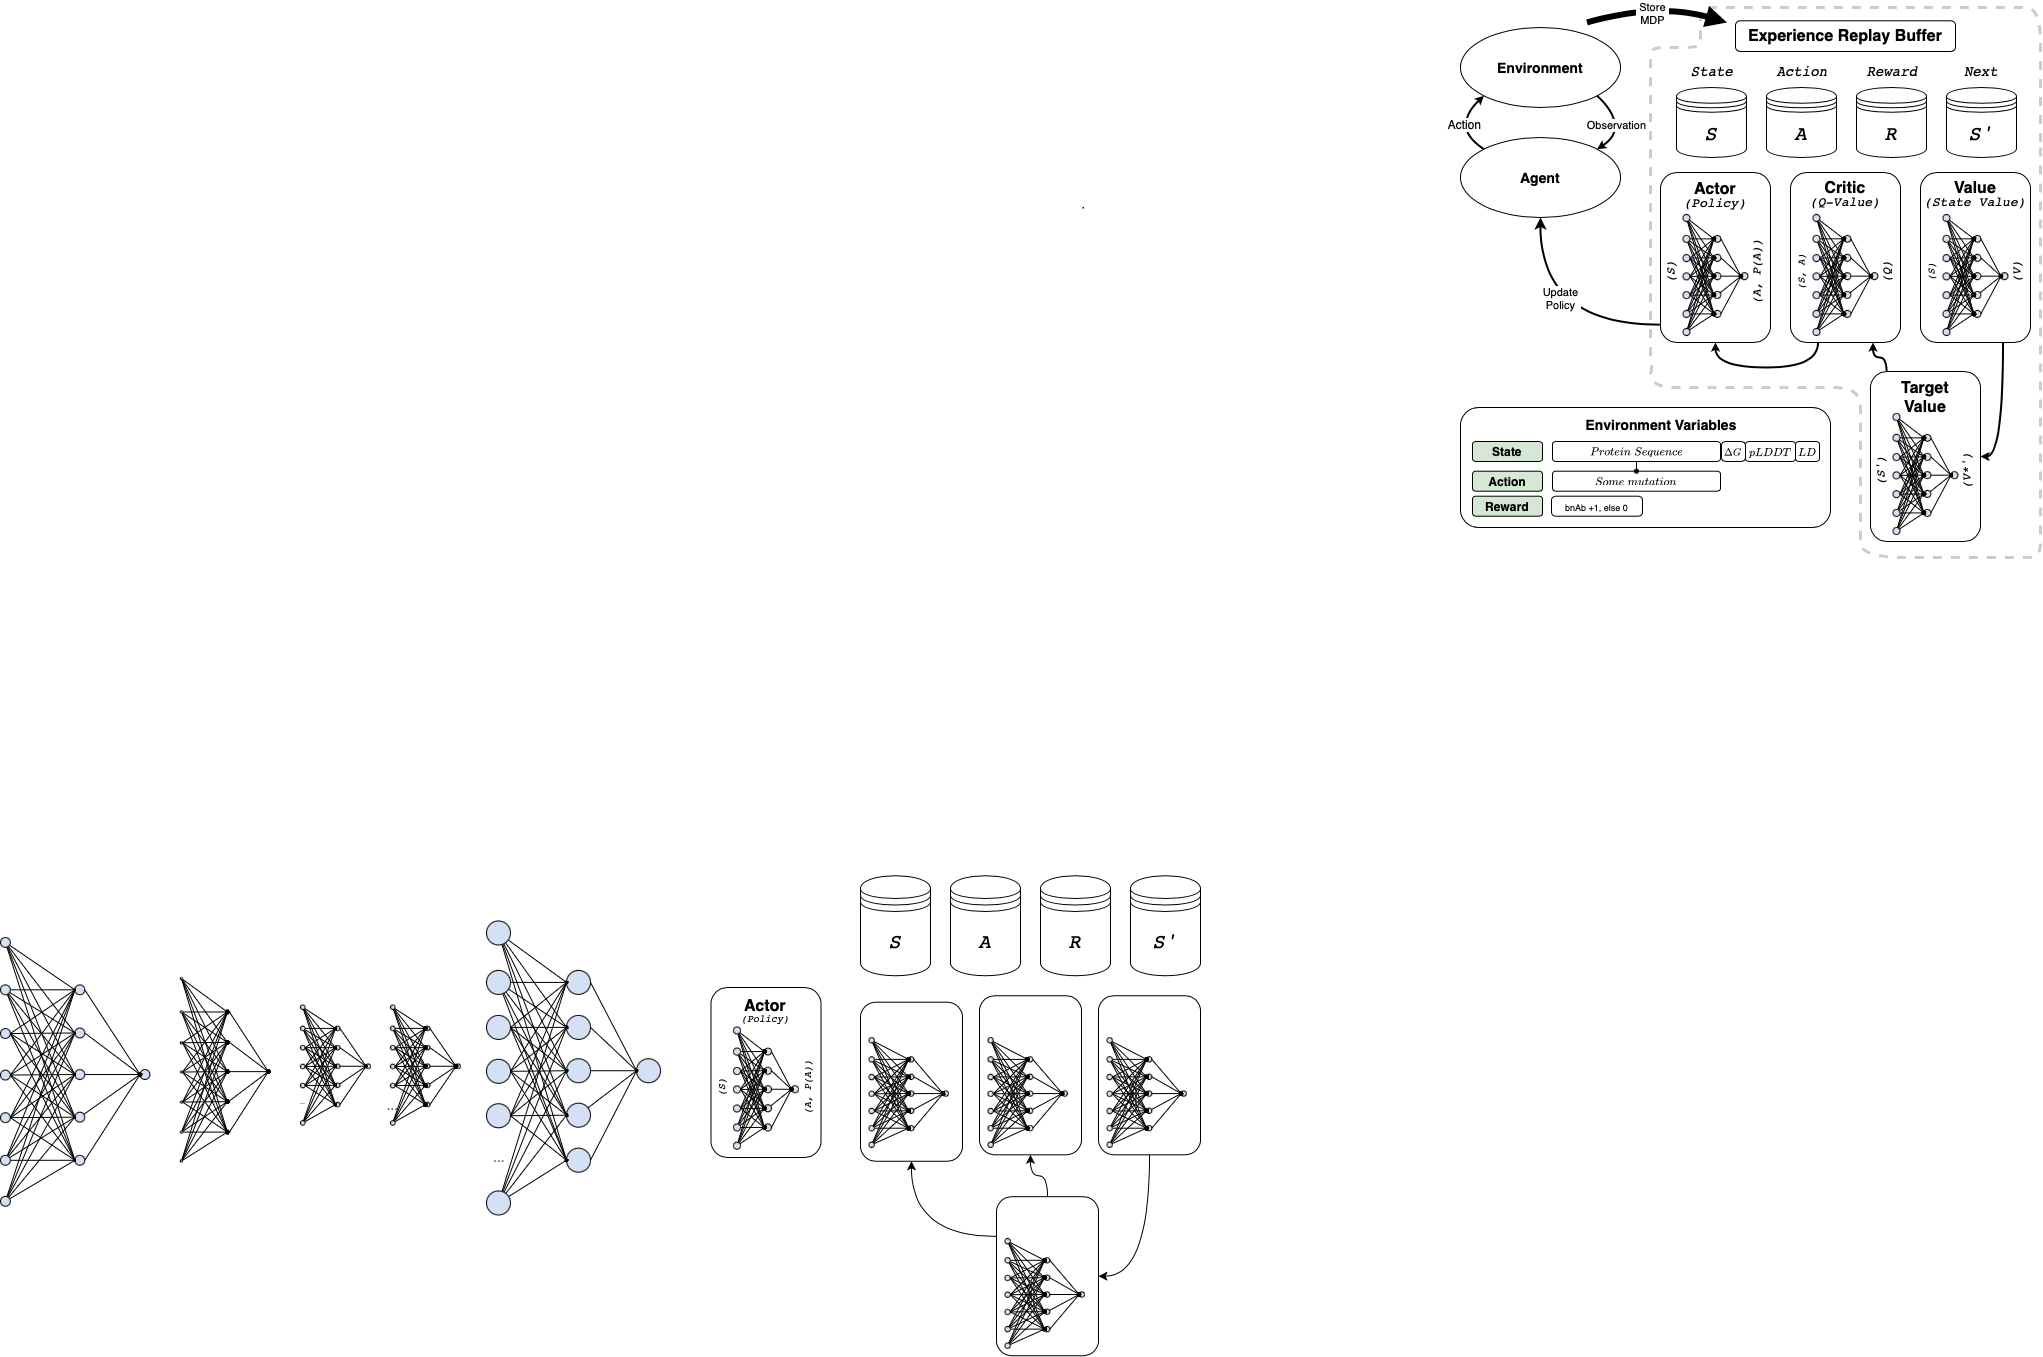 Store
MDP
Experience Replay Buffer
Environment
State Action Reward Next
S A R S'
Action
Observation
Agent
Actor
(Policy)
(S)
(A, P(A))
Critic
(Q-Value)
(S, A)
(Q)
Value
(State Value)
(S)
(V)
Update
Policy
Target
Value
(S')
(V*')
Environment Variables
State Protein Sequence ΔG pLDDT LD
Action Some mutation
Reward bnAb +1, else 0
S A R S'
...
...
...
Actor
(Policy)
(S)
(A, P(A))